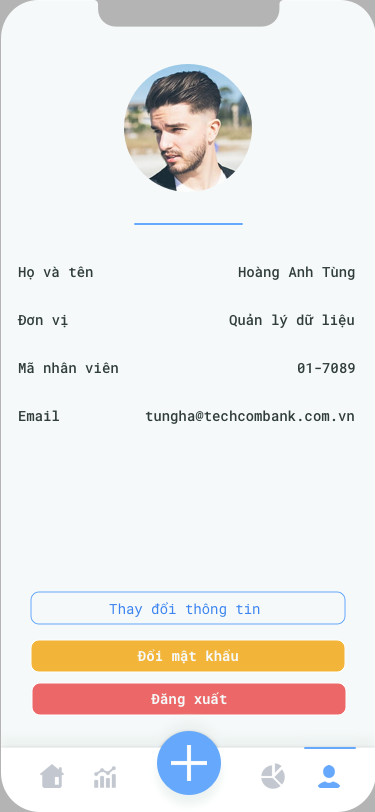 Họ và tên Hoàng Anh Tùng
Đơn vị Quản lý dữ liệu
Mã nhân viên 01-7089
Email tungha@techcombank.com.vn
Thay đổi thông tin
Đổi mật khẩu
Đăng xuất